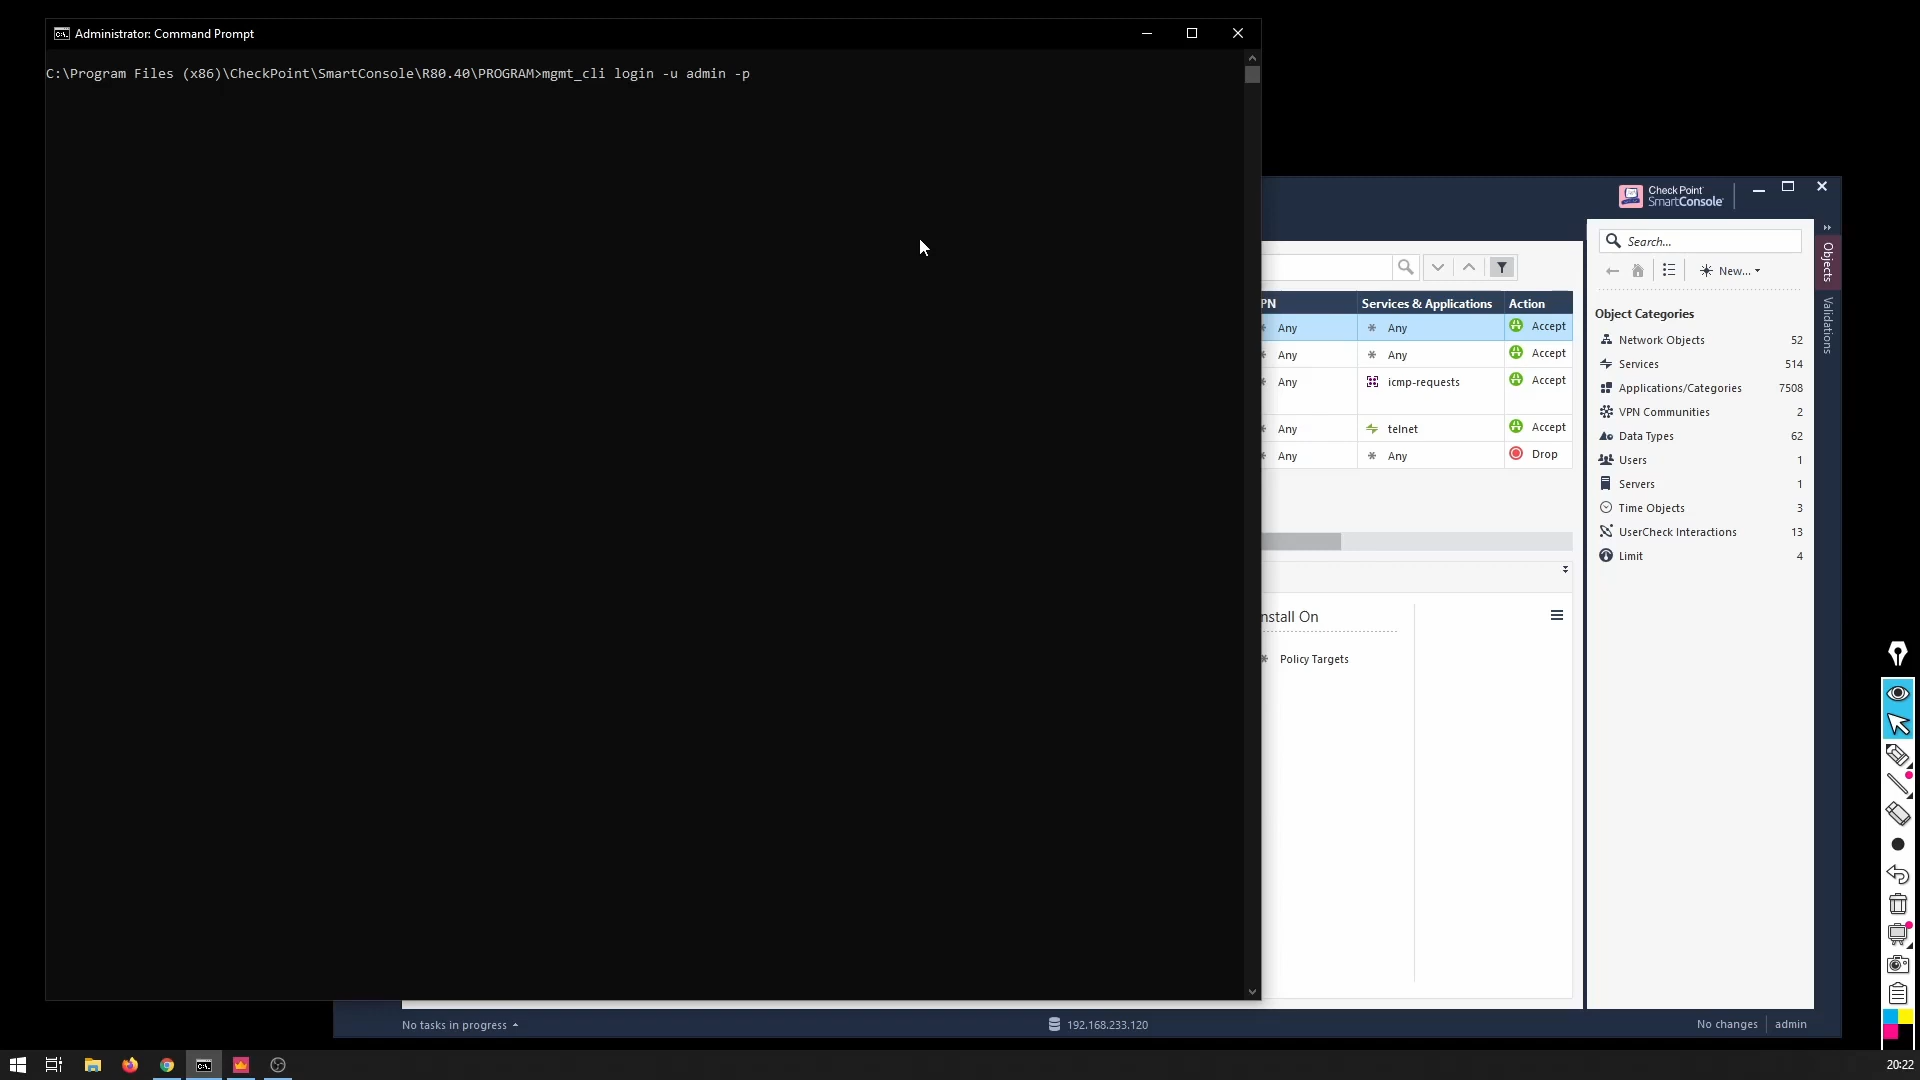 Administrator: Command Prompt
C:\Program Files (x86)\CheckPoint\SmartConsole\R80.40\PROGRAM>mgmt_cli login -u admin -p
Check Point
SmartConsole
Search...
New...
Objects
Validations
PN
Services & Applications
Action
Any
Any
Accept
Any
Any
Accept
Any
icmp-requests
Accept
Any
telnet
Accept
Any
Any
Drop
nstall On
Policy Targets
Object Categories
Network Objects 52
Services 514
Applications/Categories 7508
VPN Communities 2
Data Types 62
Users 1
Servers 1
Time Objects 3
UserCheck Interactions 13
Limit 4
No tasks in progress
192.168.233.120
No changes
admin
20:22